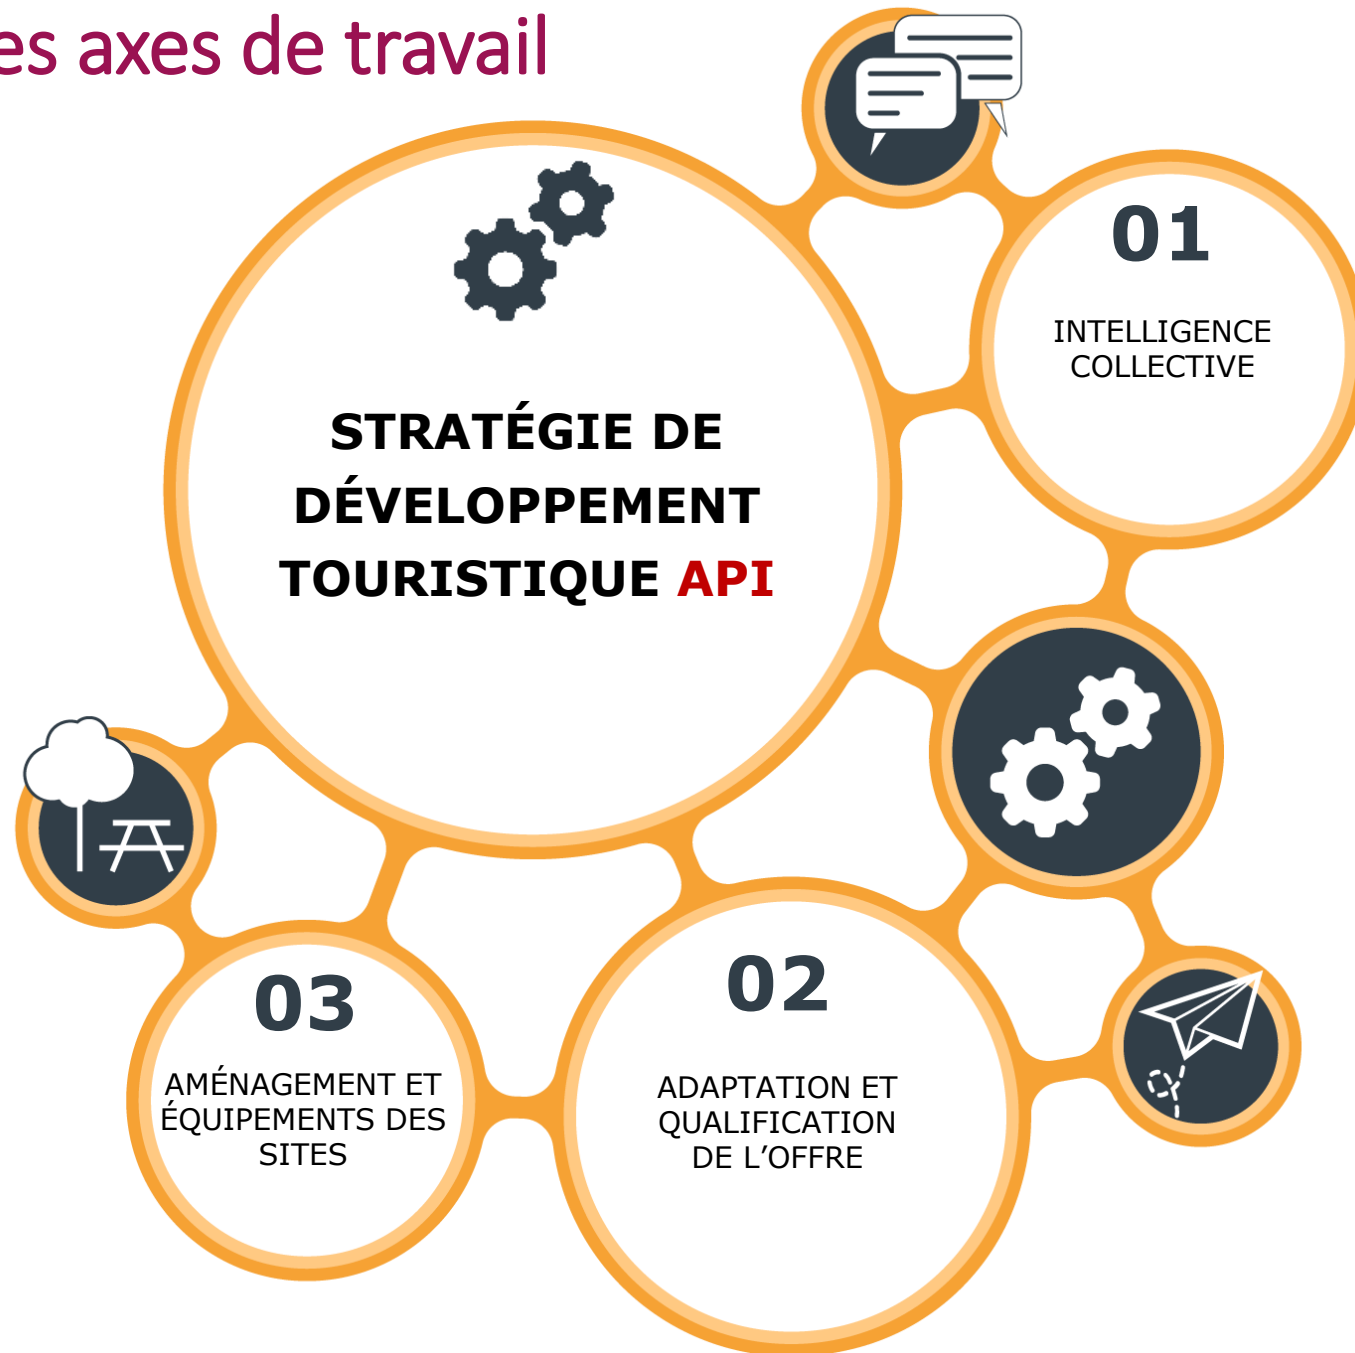 es axes de travail
STRATÉGIE DE
DÉVELOPPEMENT
TOURISTIQUE API
01
INTELLIGENCE
COLLECTIVE
02
ADAPTATION ET
QUALIFICATION
DE L’OFFRE
03
AMÉNAGEMENT ET
ÉQUIPEMENTS DES
SITES